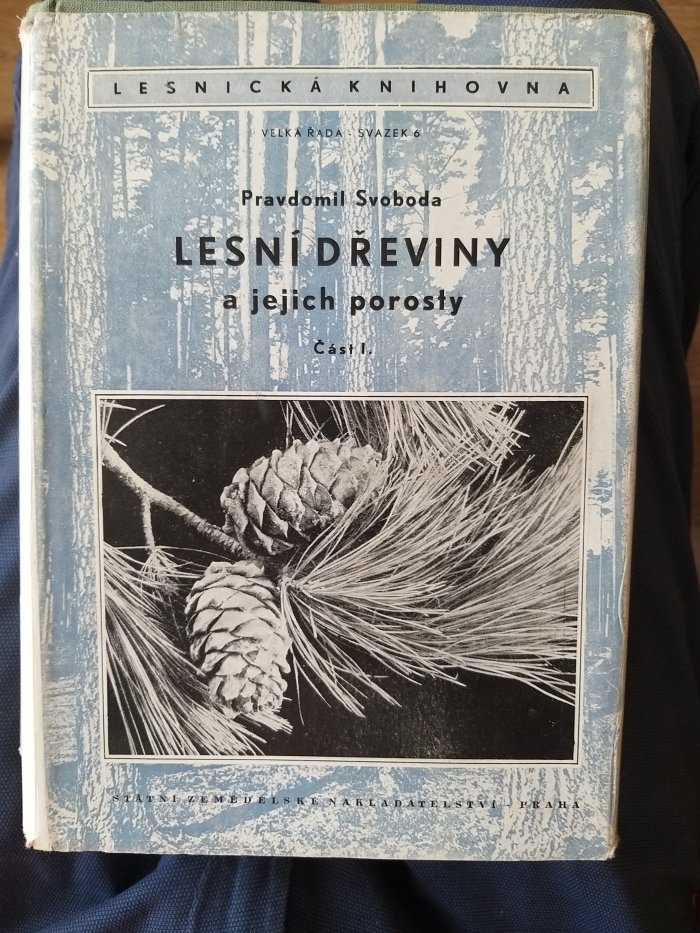 LESNICKÁ KNIHOVNA
VELKÁ ŘADA - SVAZEK 6
Pravdomil Svoboda
LESNÍ DŘEVINY
a jejich porosty
Část I.
STÁTNÍ ZEMĚDĚLSKÉ NAKLADATELSTVÍ - PRAHA